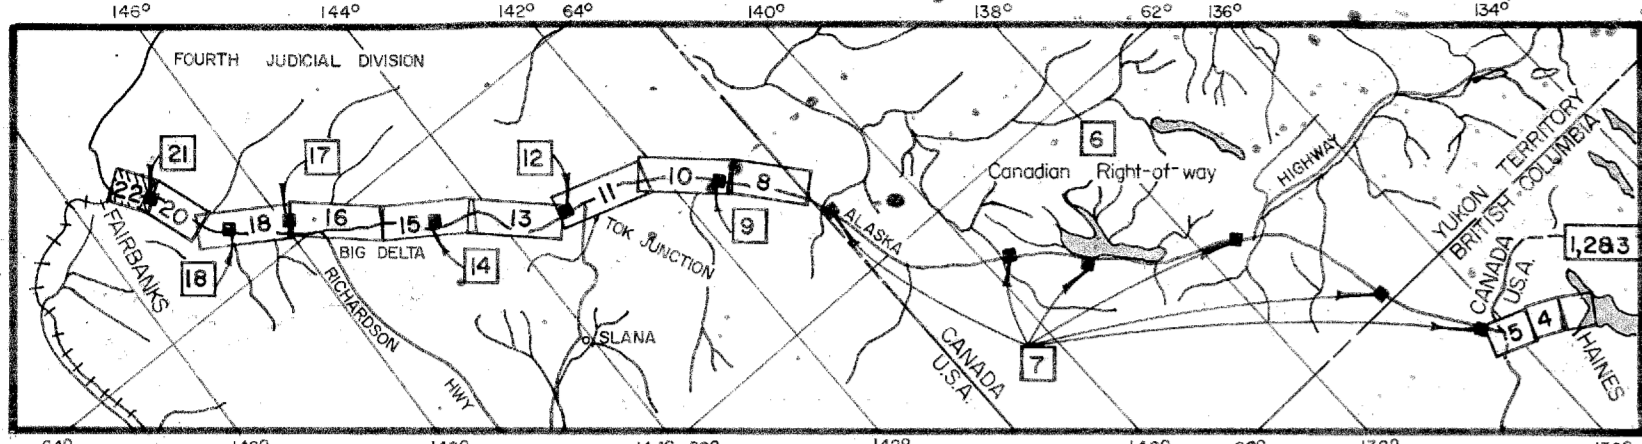 146° 144° 142° 64° 140° 138° 62° 136° 134°
FOURTH JUDICIAL DIVISION
21
17
12
6
22
20
18
16
15
13
11
10
8
Canadian Right-of-way
HIGHWAY
YUKON TERRITORY
BRITISH COLUMBIA
FAIRBANKS
BIG DELTA
TOK JUNCTION
9
ALASKA
18
14
RICHARDSON
HWY
SLANA
CANADA
U.S.A.
7
CANADA
U.S.A.
1,2&3
5
4
HAINES